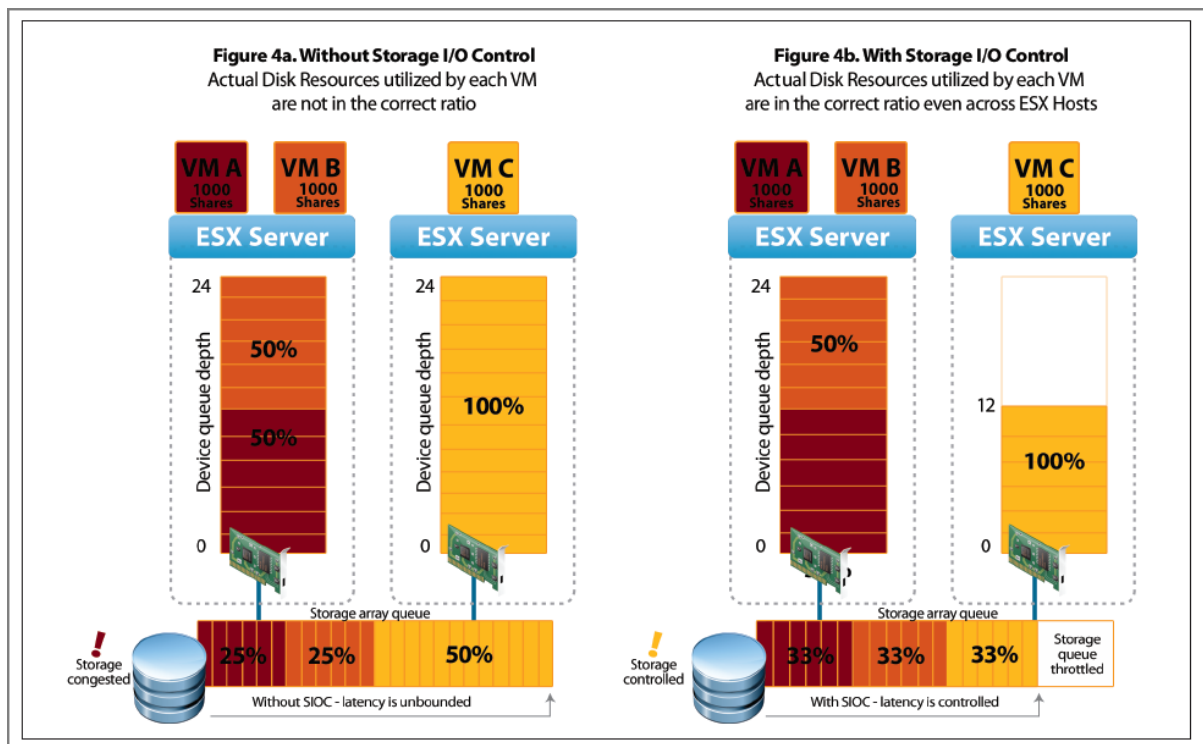 Figure 4a. Without Storage I/O Control
Actual Disk Resources utilized by each VM
are not in the correct ratio
VM A
1000
Shares
VM B
1000
Shares
VM C
1000
Shares
ESX Server
ESX Server
24
Device queue depth
50%
50%
0
24
Device queue depth
100%
0
Storage array queue
!
Storage
congested
25%
25%
50%
Without SIOC - latency is unbounded
Figure 4b. With Storage I/O Control
Actual Disk Resources utilized by each VM
are in the correct ratio even across ESX Hosts
VM A
1000
Shares
VM B
1000
Shares
VM C
1000
Shares
ESX Server
ESX Server
24
Device queue depth
50%
0
12
Device queue depth
100%
0
Storage array queue
!
Storage
controlled
33%
33%
33%
Storage
queue
throttled
With SIOC - latency is controlled